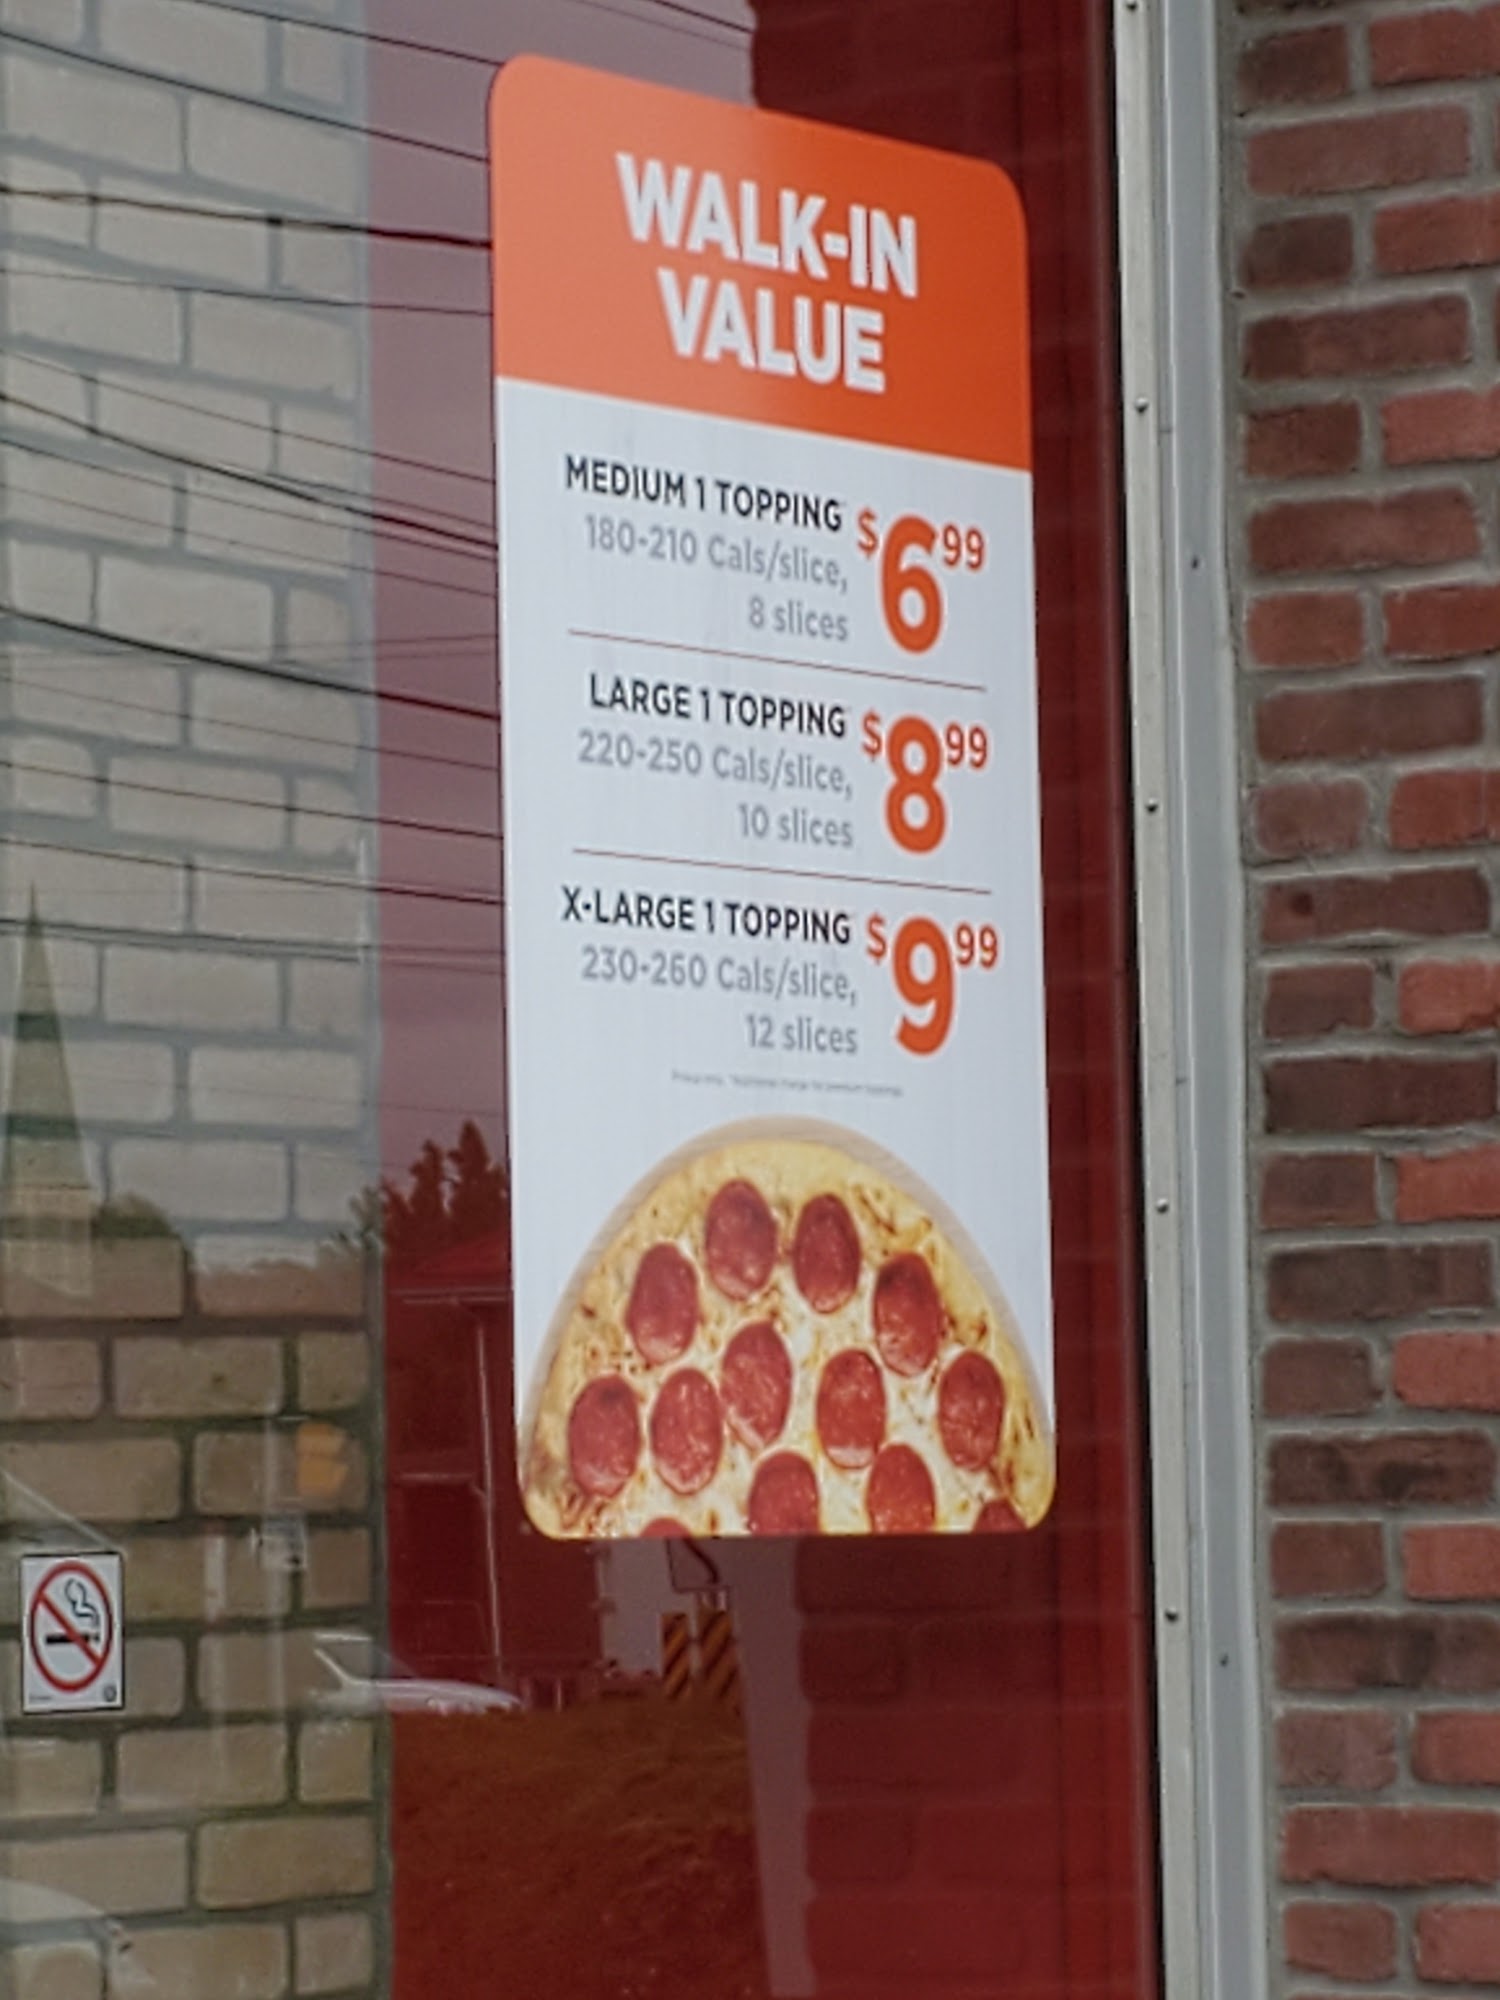 WALK-IN
VALUE
MEDIUM 1 TOPPING $6.99
180-210 Cals/slice,
8 slices
LARGE 1 TOPPING $8.99
220-250 Cals/slice,
10 slices
X-LARGE 1 TOPPING $9.99
230-260 Cals/slice,
12 slices